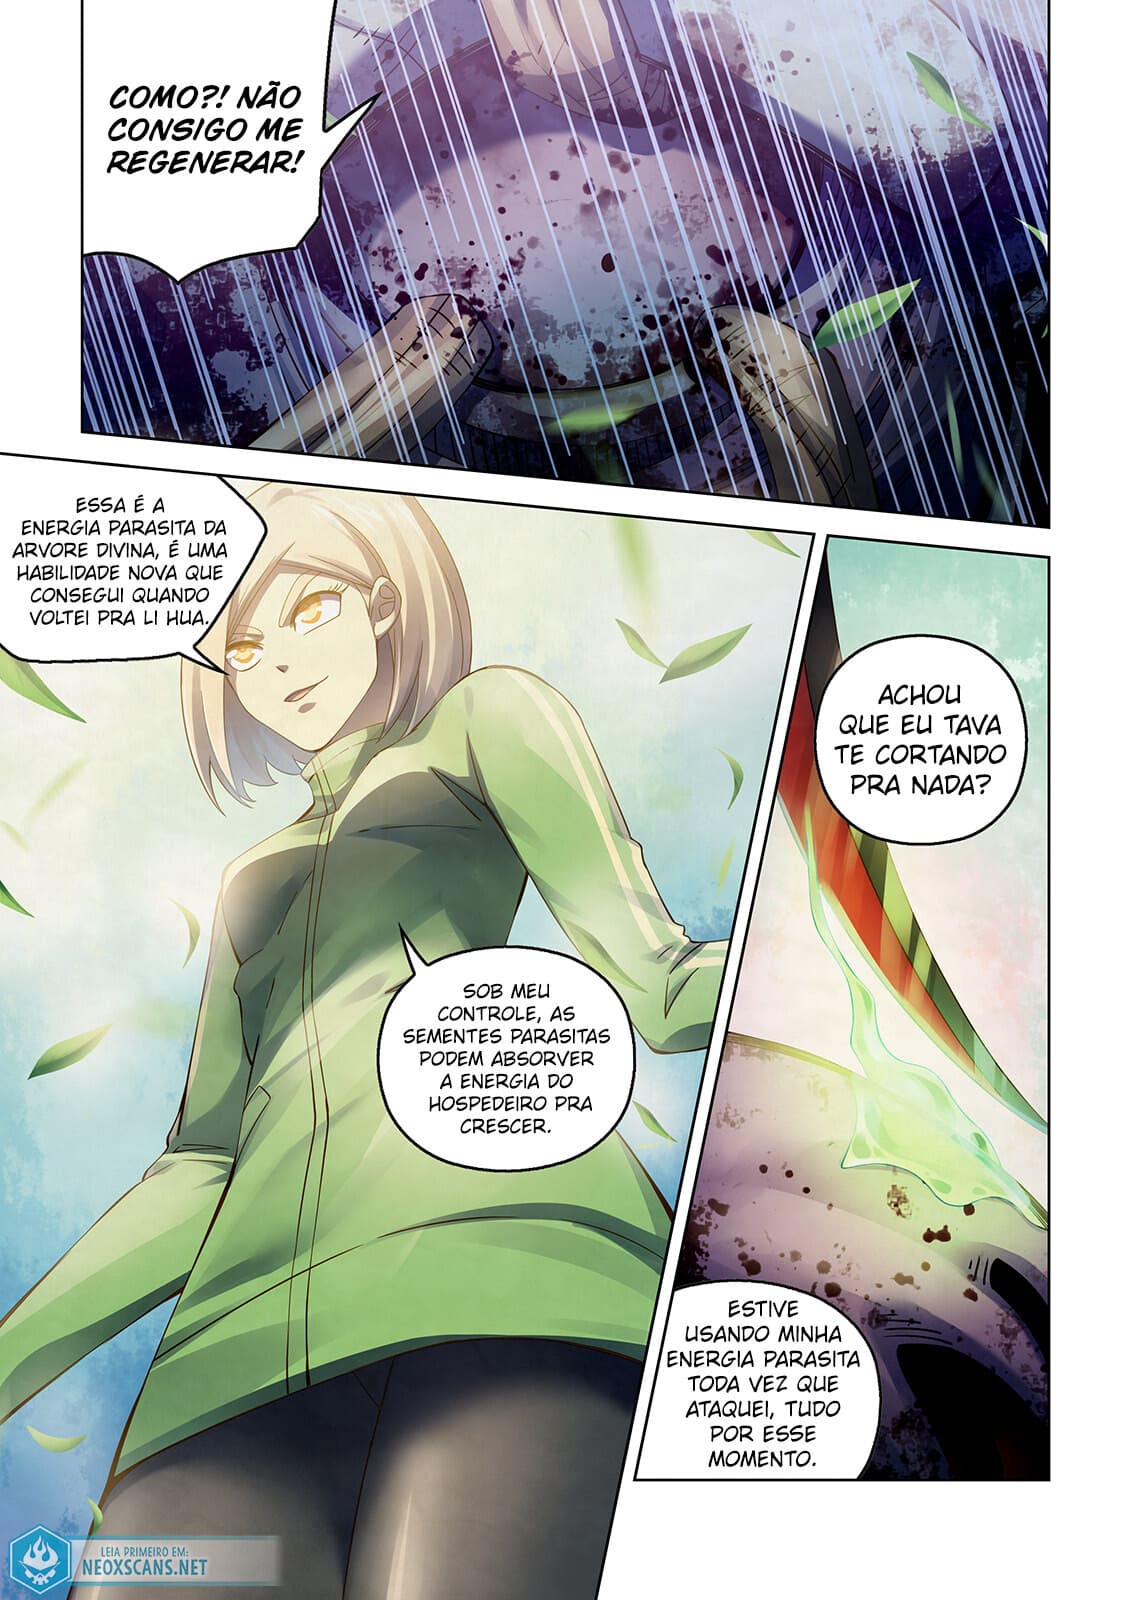 COMO?! NÃO
CONSIGO ME
REGENERAR!
ESSA É A
ENERGIA PARASITA DA
ARVORE DIVINA, É UMA
HABILIDADE NOVA QUE
CONSEGUI QUANDO
VOLTEI PRA LI HUA.
SOB MEU
CONTROLE, AS
SEMENTES PARASITAS
PODEM ABSORVER
A ENERGIA DO
HOSPEDEIRO PRA
CRESCER.
ACHOU
QUE EU TAVA
TE CORTANDO
PRA NADA?
ESTIVE
USANDO MINHA
ENERGIA PARASITA
TODA VEZ QUE
ATAQUEI, TUDO
POR ESSE
MOMENTO.
LEIA PRIMEIRO EM:
NEOXSCANS.NET